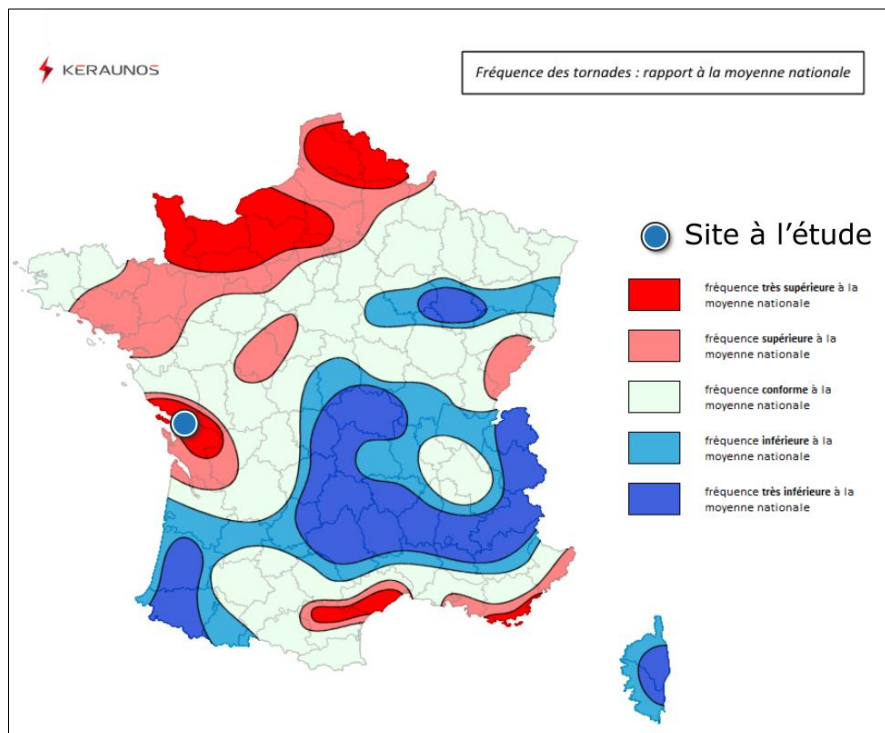 KERAUNOS
Fréquence des tornades : rapport à la moyenne nationale
Site à l'étude
fréquence très supérieure à la
moyenne nationale
fréquence supérieure à la
moyenne nationale
fréquence conforme à la
moyenne nationale
fréquence inférieure à la
moyenne nationale
fréquence très inférieure à la
moyenne nationale